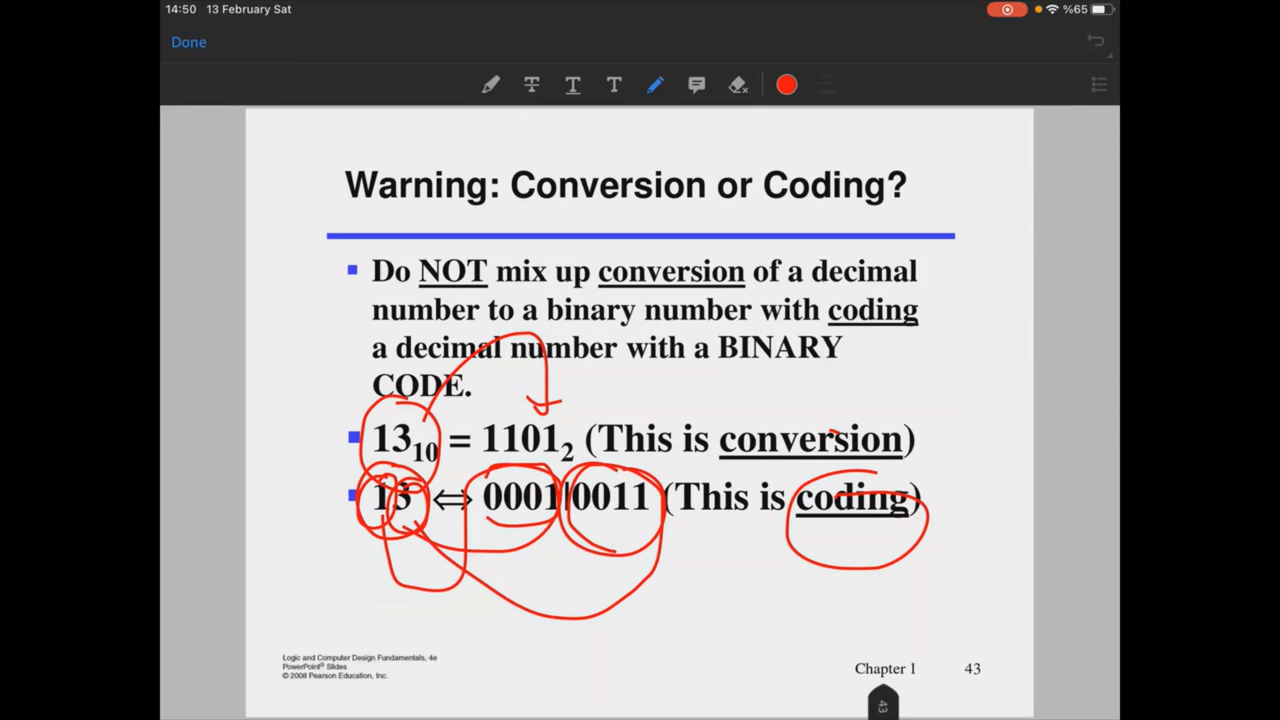 14:50 13 February Sat
%65
Done
T T T
Warning: Conversion or Coding?
Do NOT mix up conversion of a decimal
number to a binary number with coding
a decimal number with a BINARY
CODE.
13₁₀ = 1101₂ (This is conversion)
13 ⇔ 0001|0011 (This is coding)
Logic and Computer Design Fundamentals, 4e
PowerPoint® Slides
© 2008 Pearson Education, Inc.
Chapter 1 43
43